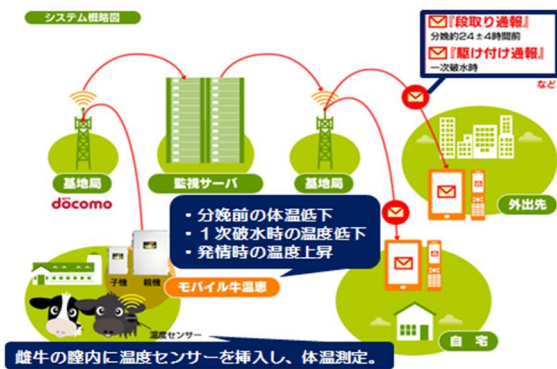 システム概略図
『段取り通報』
分娩約24±4時間前
『駆け付け通報』
一次破水時
など
基地局
döcomo
監視サーバ
基地局
外出先
・分娩前の体温低下
・１次破水時の温度低下
・発情時の温度上昇
子機
親機
モバイル牛温恵
温度センサー
自宅
雌牛の膣内に温度センサーを挿入し、体温測定。